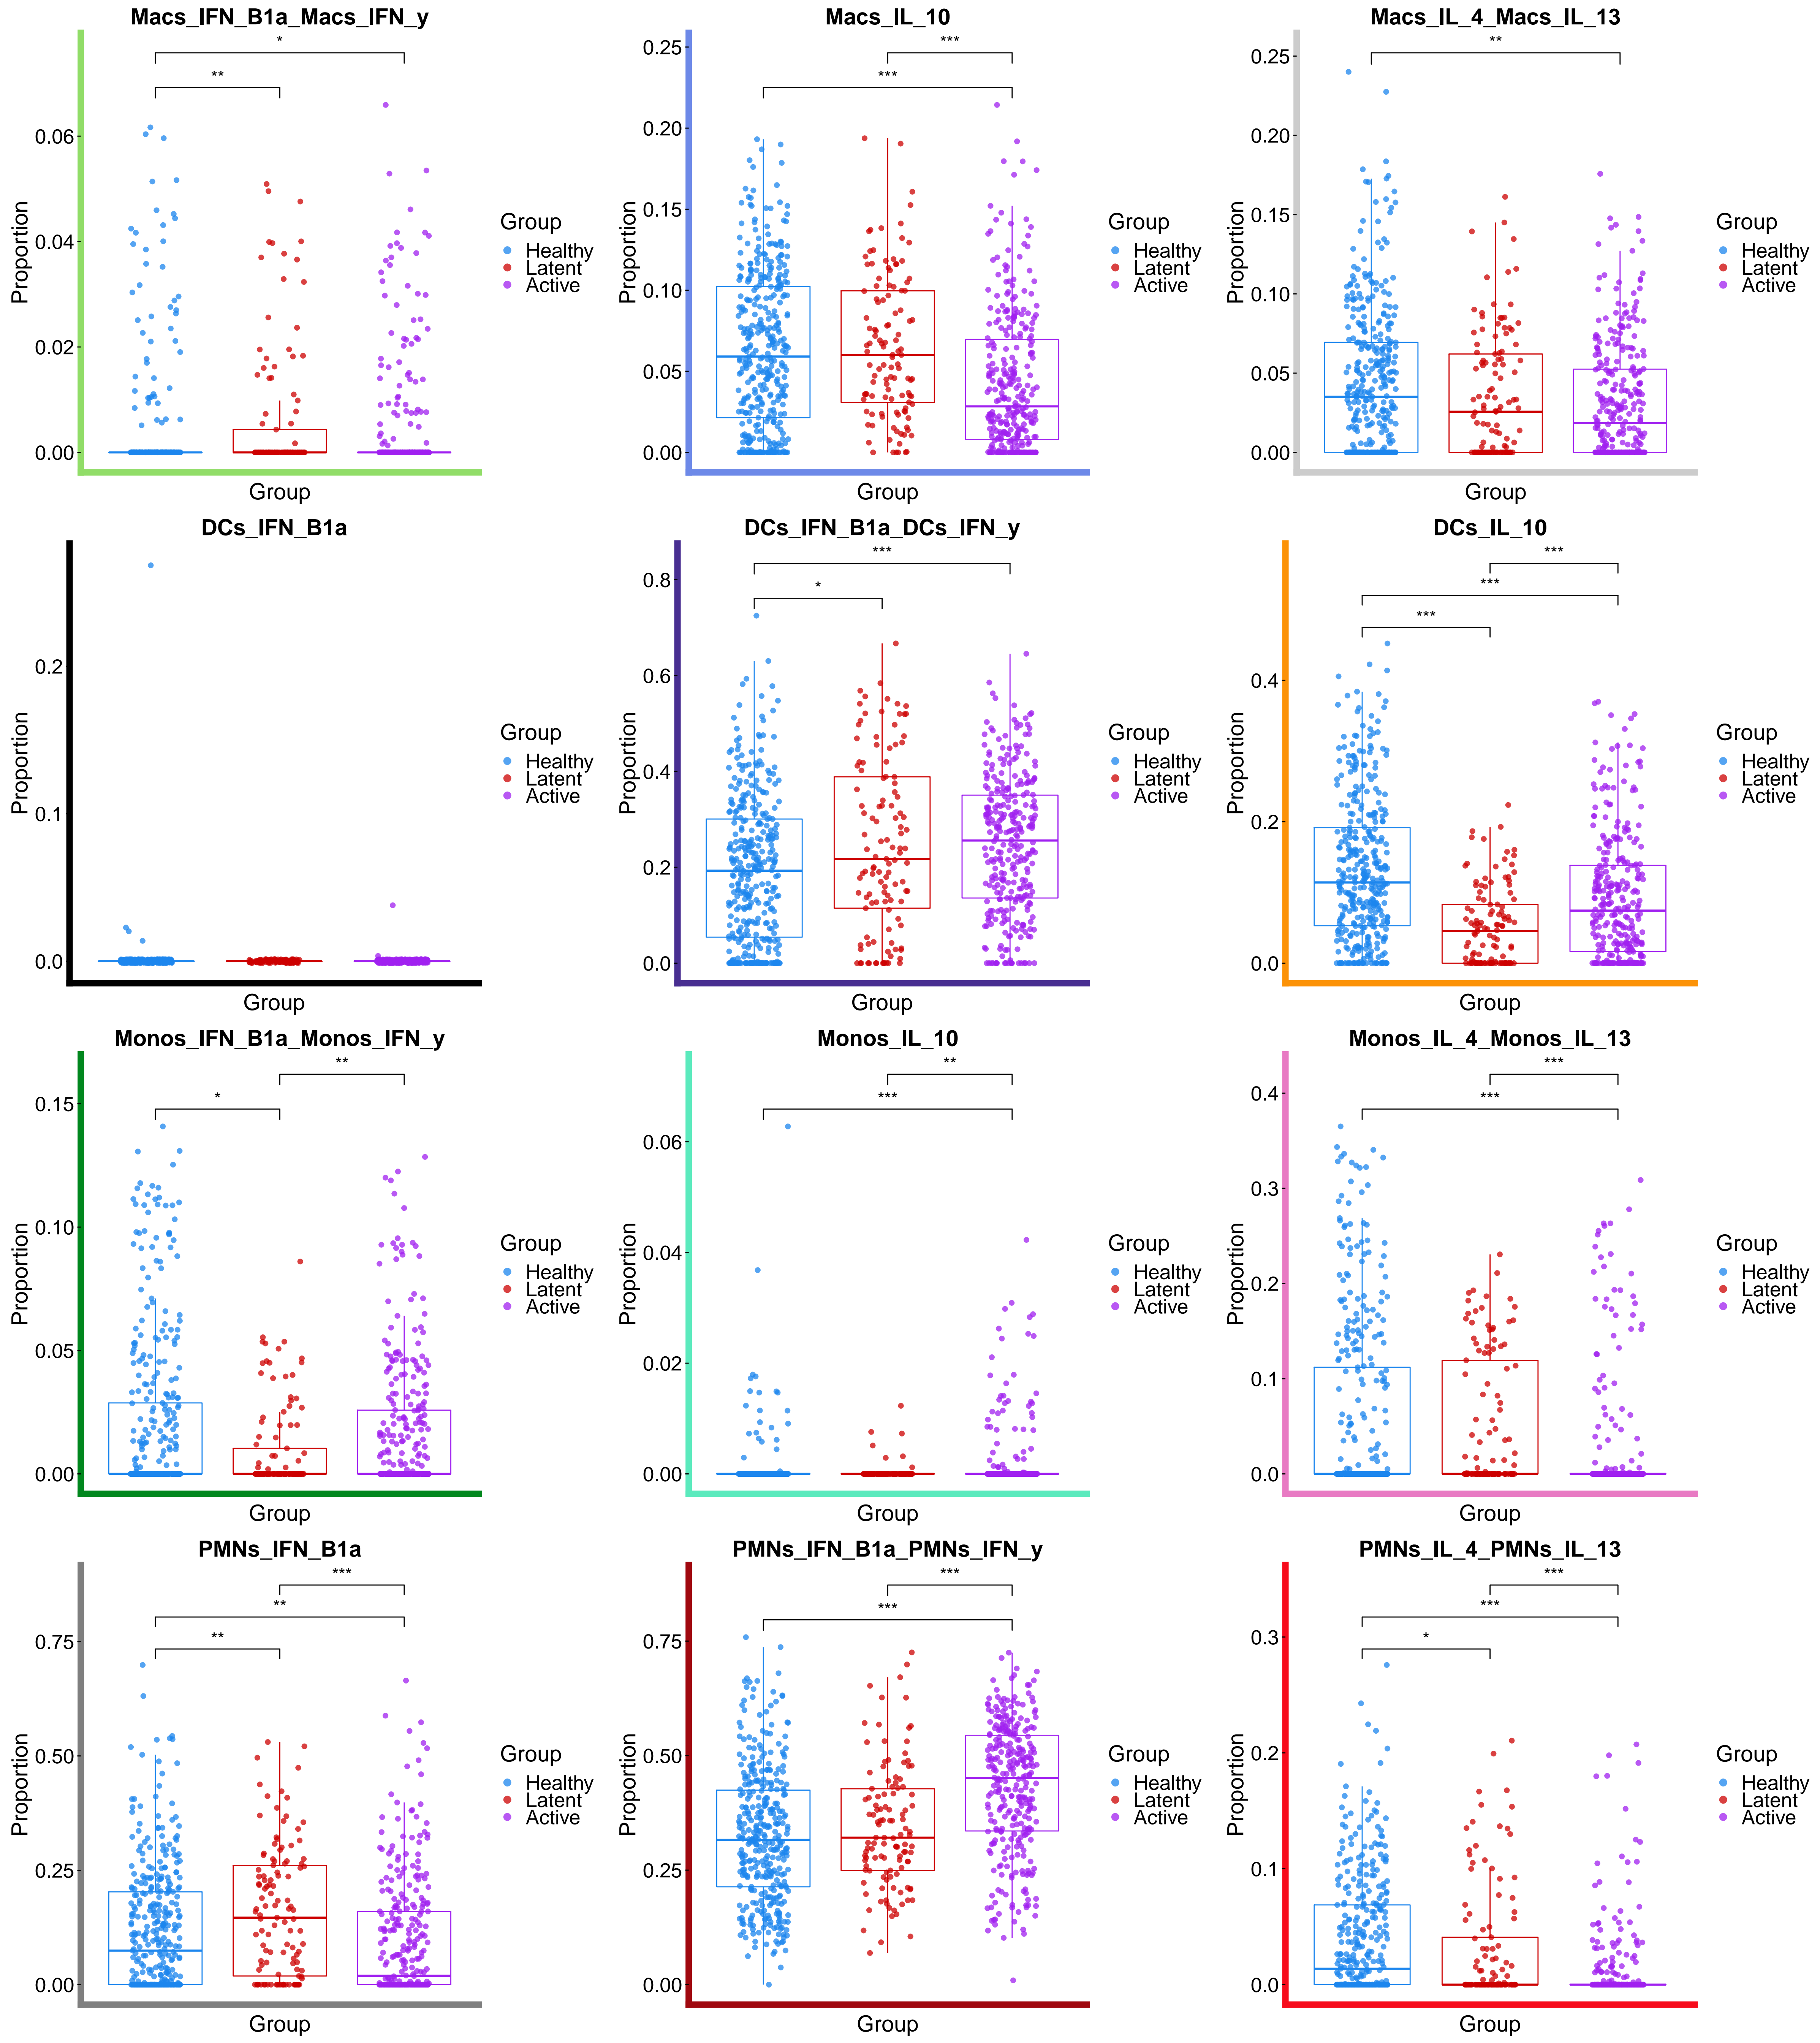 Macs_IFN_B1a_Macs_IFN_y
*
**
Proportion
0.06
0.04
0.02
0.00
Group
Group
Healthy
Latent
Active
Macs_IL_10
***
***
Proportion
0.25
0.20
0.15
0.10
0.05
0.00
Group
Group
Healthy
Latent
Active
Macs_IL_4_Macs_IL_13
**
Proportion
0.25
0.20
0.15
0.10
0.05
0.00
Group
Group
Healthy
Latent
Active
DCs_IFN_B1a
Proportion
0.2
0.1
0.0
Group
Group
Healthy
Latent
Active
DCs_IFN_B1a_DCs_IFN_y
***
*
Proportion
0.8
0.6
0.4
0.2
0.0
Group
Group
Healthy
Latent
Active
DCs_IL_10
***
***
***
Proportion
0.4
0.2
0.0
Group
Group
Healthy
Latent
Active
Monos_IFN_B1a_Monos_IFN_y
**
*
Proportion
0.15
0.10
0.05
0.00
Group
Group
Healthy
Latent
Active
Monos_IL_10
**
***
Proportion
0.06
0.04
0.02
0.00
Group
Group
Healthy
Latent
Active
Monos_IL_4_Monos_IL_13
***
***
Proportion
0.4
0.3
0.2
0.1
0.0
Group
Group
Healthy
Latent
Active
PMNs_IFN_B1a
***
**
**
Proportion
0.75
0.50
0.25
0.00
Group
Group
Healthy
Latent
Active
PMNs_IFN_B1a_PMNs_IFN_y
***
***
Proportion
0.75
0.50
0.25
0.00
Group
Group
Healthy
Latent
Active
PMNs_IL_4_PMNs_IL_13
***
***
*
Proportion
0.3
0.2
0.1
0.0
Group
Group
Healthy
Latent
Active